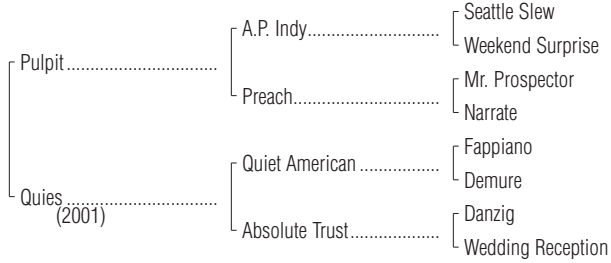 Seattle Slew
A.P. Indy..............................
Weekend Surprise
Pulpit..................................
Mr. Prospector
Preach.................................
Narrate
Fappiano
Quiet American..................
Demure
Quies..................................
(2001)
Danzig
Absolute Trust....................
Wedding Reception